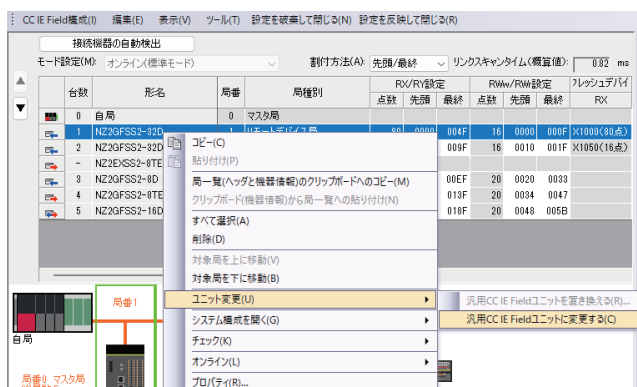 CC IE Field構成(I) 編集(E) 表示(V) ツール(T) 設定を破棄して閉じる(N) 設定を反映して閉じる(R)
接続機器の自動検出
モード設定(M): オンライン(標準モード) 割付方法(A): 先頭/最終 リンクスキャンタイム(概算値): 0.82 ms
台数 形名 局番 局種別 RX/RY設定 RWw/RWr設定 フレッシュデバイ
点数 先頭 最終 点数 先頭 最終 RX
0 自局 0 マスタ局
1 NZ2GFSS2-32D 1 リモートデバイス局 80 0000 004F 16 0000 000F X1000(80点)
2 NZ2GFSS2-32D 009F 16 0010 001F X1050(16点)
- NZ2EXSS2-8TE
3 NZ2GFSS2-8D 00EF 20 0020 0033
4 NZ2GFSS2-8TE 013F 20 0034 0047
5 NZ2GFSS2-16D 018F 20 0048 005B
コピー(C)
貼り付け(P)
局一覧(ヘッダと機器情報)のクリップボードへのコピー(M)
クリップボード(機器情報)から局一覧への貼り付け(N)
すべて選択(A)
削除(D)
対象局を上に移動(V)
対象局を下に移動(B)
ユニット変更(U)
システム構成を開く(G)
チェック(K)
オンライン(L)
プロパティ(R)...
汎用CC IE Fieldユニットを置き換える(R)...
汎用CC IE Fieldユニットに変更する(C)
局番1
自局
局番0 マスタ局